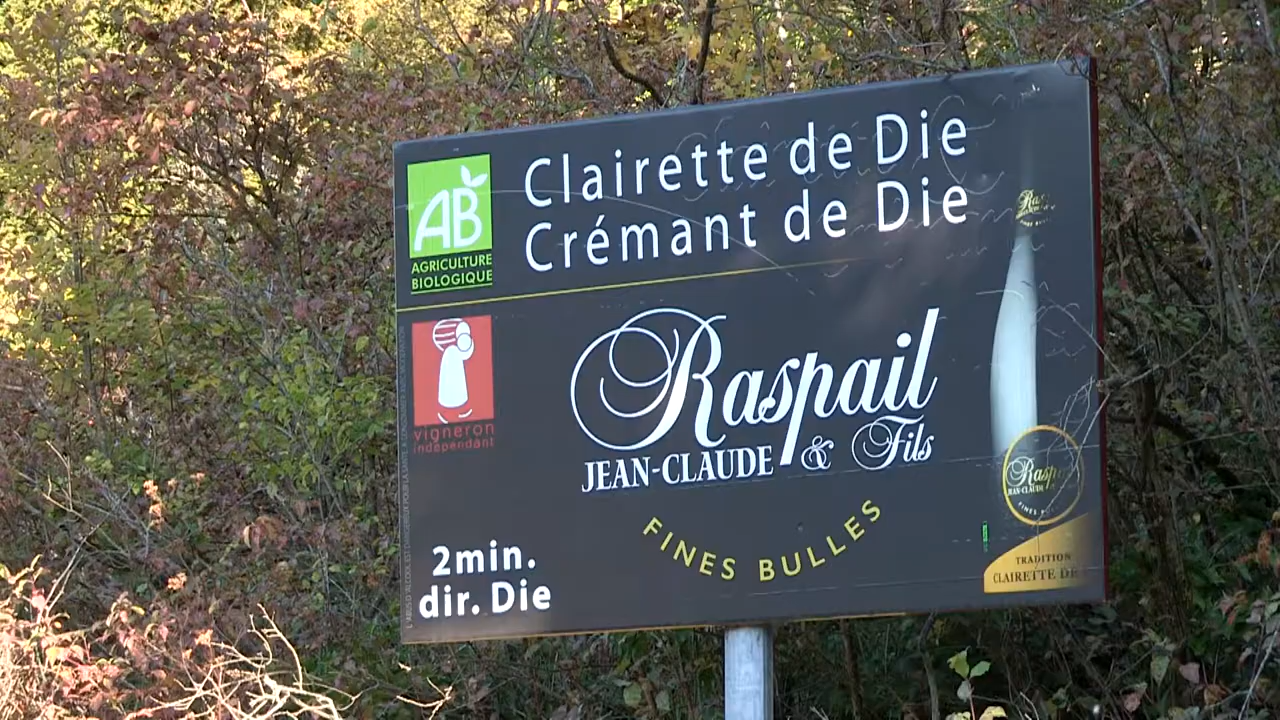 Clairette de Die
Crémant de Die
AB
AGRICULTURE
BIOLOGIQUE
vigneron
indépendant
Raspail
JEAN-CLAUDE & Fils
FINES BULLES
2min.
dir. Die
TRADITION
CLAIRETTE DE